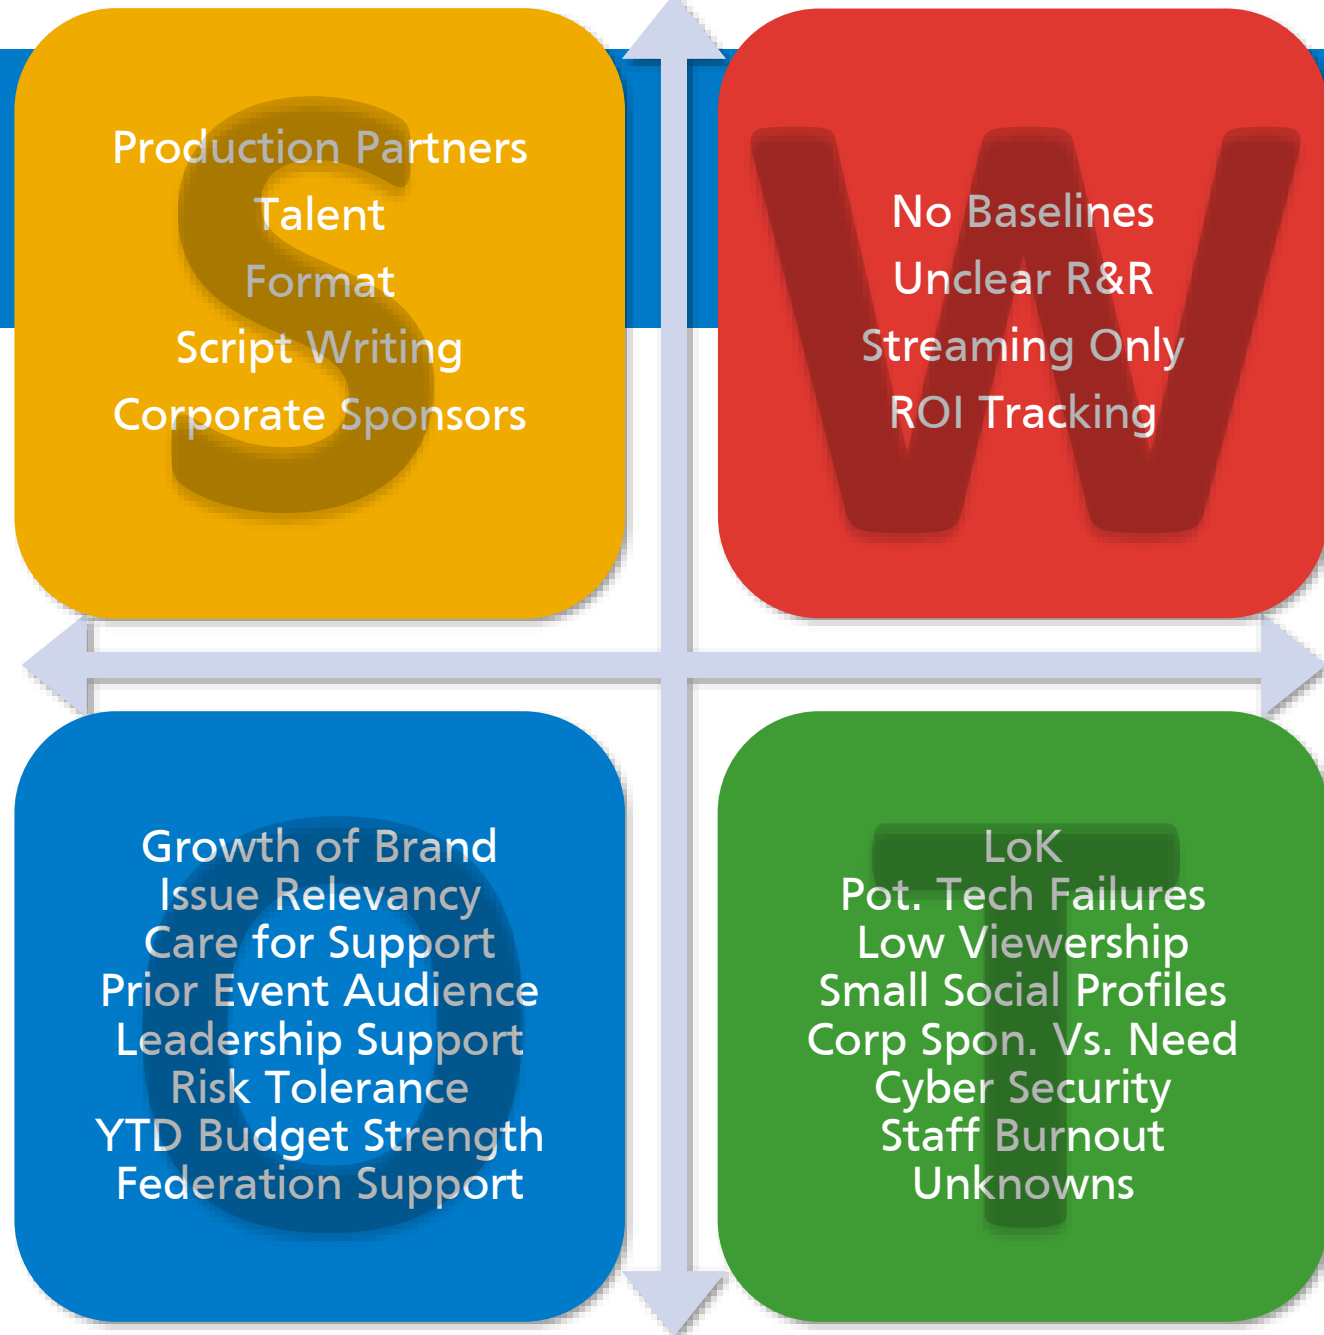 S
Production Partners
Talent
Format
Script Writing
Corporate Sponsors
W
No Baselines
Unclear R&R
Streaming Only
ROI Tracking
O
Growth of Brand
Issue Relevancy
Care for Support
Prior Event Audience
Leadership Support
Risk Tolerance
YTD Budget Strength
Federation Support
T
LoK
Pot. Tech Failures
Low Viewership
Small Social Profiles
Corp Spon. Vs. Need
Cyber Security
Staff Burnout
Unknowns